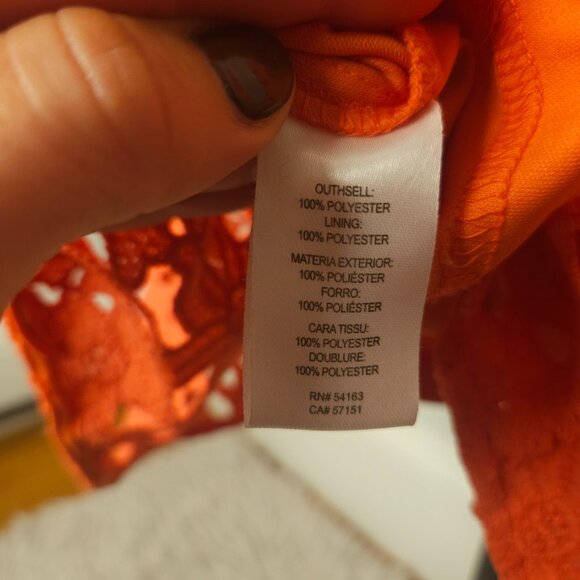 OUTHSELL:
100% POLYESTER
LINING:
100% POLYESTER
MATERIA EXTERIOR:
100% POLIÉSTER
FORRO:
100% POLIÉSTER
CARA TISSU:
100% POLYESTER
DOUBLURE:
100% POLYESTER
RN# 54163
CA# 57151